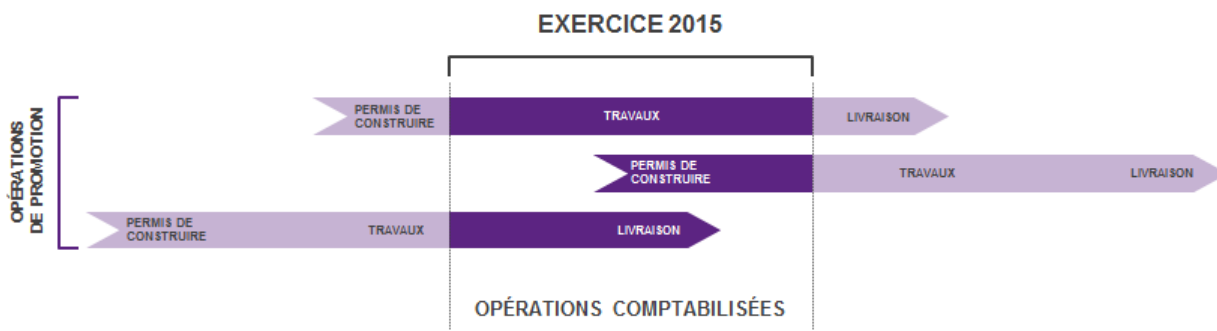 EXERCICE 2015
OPÉRATIONS
DE PROMOTION
PERMIS DE
CONSTRUIRE
TRAVAUX
LIVRAISON
PERMIS DE
CONSTRUIRE
TRAVAUX
LIVRAISON
PERMIS DE
CONSTRUIRE
TRAVAUX
LIVRAISON
OPÉRATIONS COMPTABILISÉES